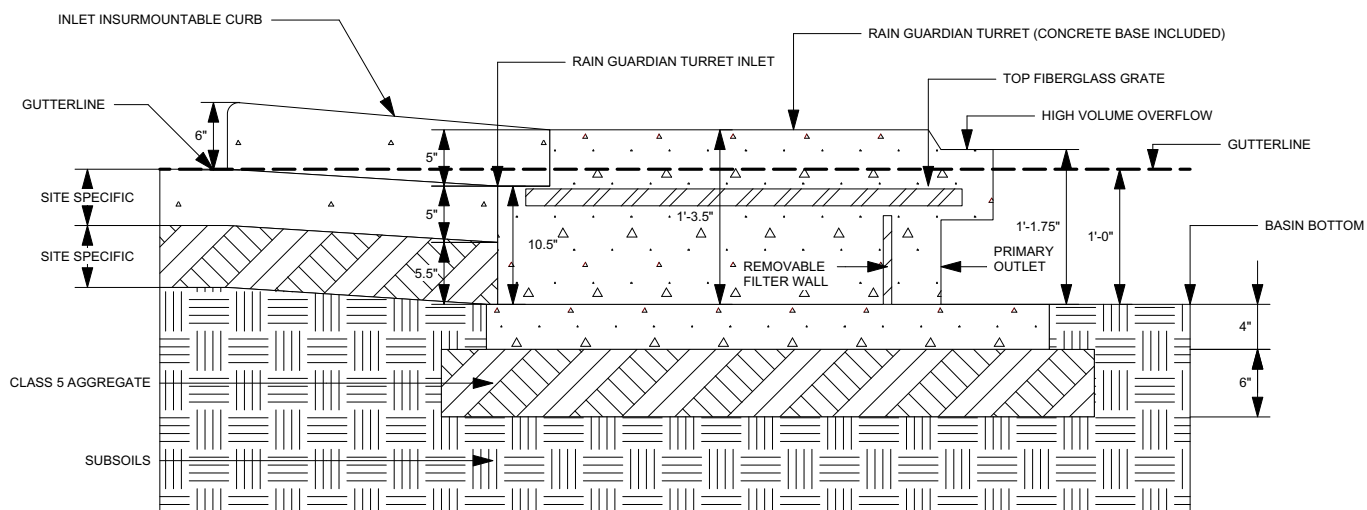 INLET INSURMOUNTABLE CURB
RAIN GUARDIAN TURRET (CONCRETE BASE INCLUDED)
RAIN GUARDIAN TURRET INLET
TOP FIBERGLASS GRATE
GUTTERLINE
HIGH VOLUME OVERFLOW
6"
GUTTERLINE
5"
SITE SPECIFIC
5"
1'-3.5"
1'-1.75"
1'-0"
BASIN BOTTOM
10.5"
SITE SPECIFIC
5.5"
REMOVABLE
FILTER WALL
PRIMARY
OUTLET
4"
CLASS 5 AGGREGATE
6"
SUBSOILS